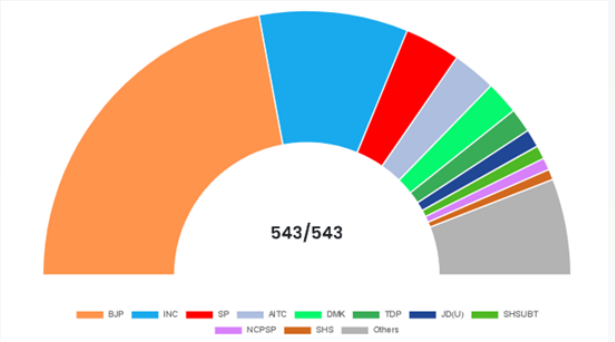 543/543
BJP INC SP AITC DMK TDP JD(U) SHSUBT
NCPSP SHS Others